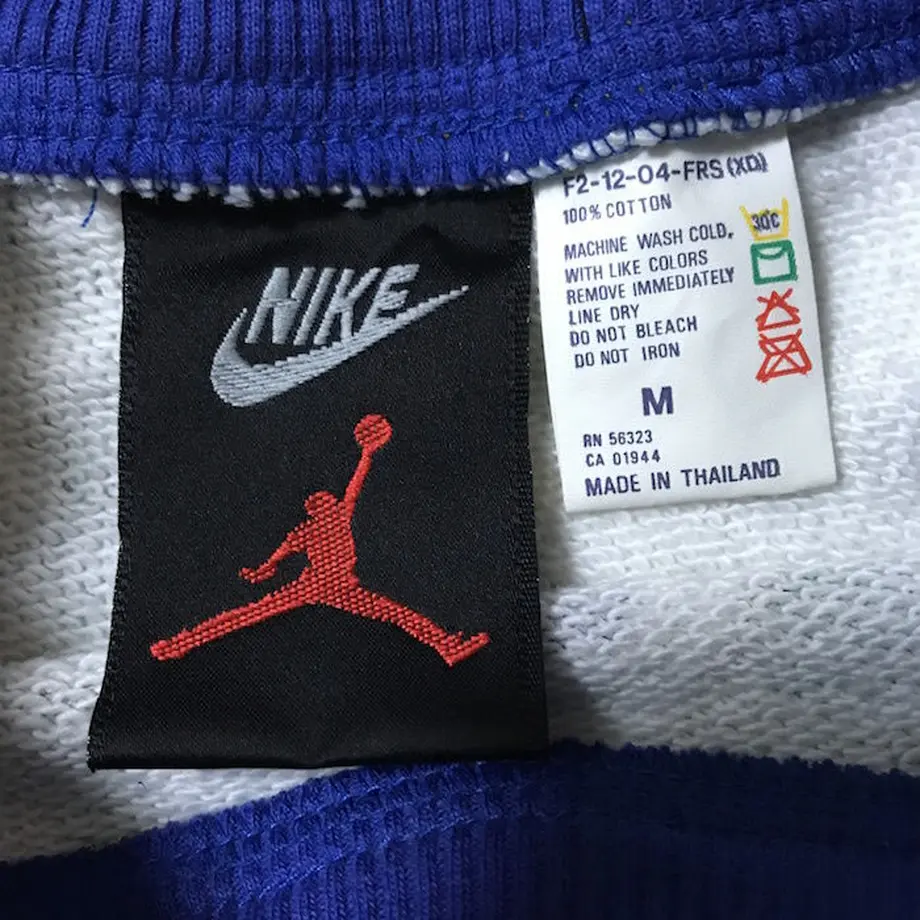 NIKE
F2-12-04-FRS (XD)
100% COTTON
MACHINE WASH COLD,
WITH LIKE COLORS
REMOVE IMMEDIATELY
LINE DRY
DO NOT BLEACH
DO NOT IRON
30°C
M
RN 56323
CA 01944
MADE IN THAILAND